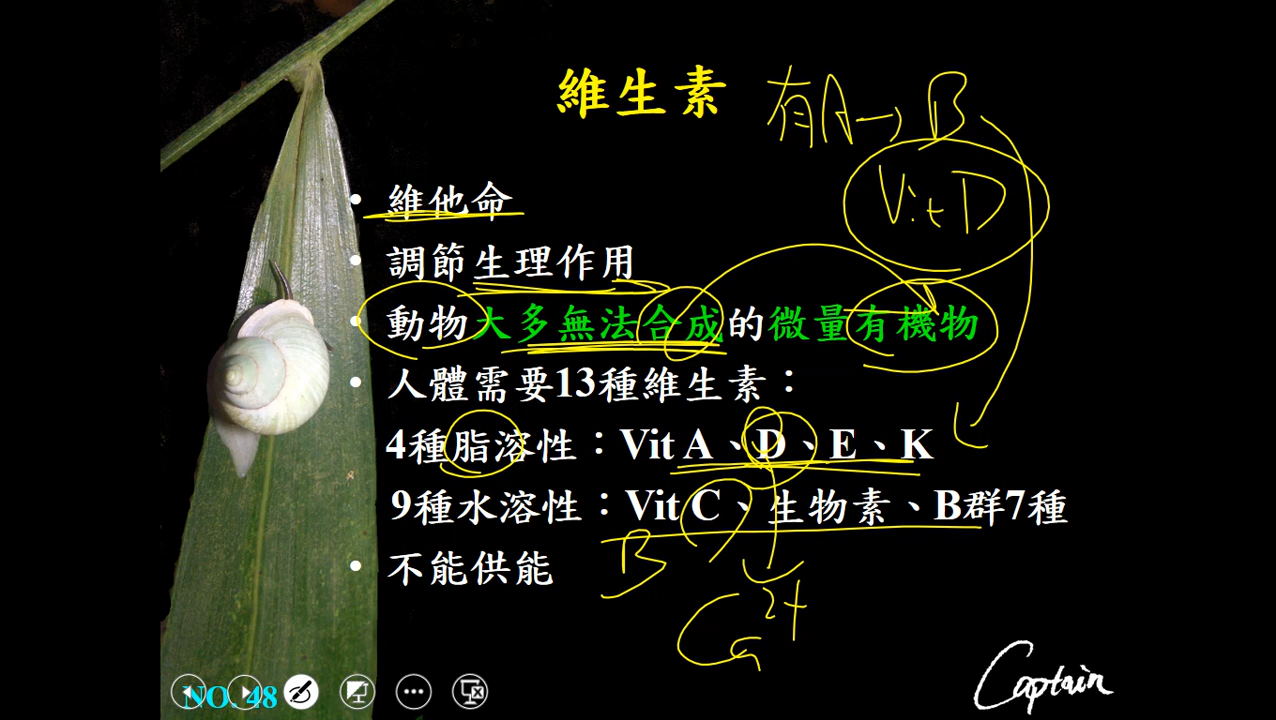 維生素 有A→B
Vit D
• 維他命
• 調節生理作用
• 動物大多無法合成的微量有機物
• 人體需要13種維生素：
4種脂溶性：Vit A、D、E、K
9種水溶性：Vit C、生物素、B群7種
B
• 不能供能
Ca2+
Captain
NO. 48